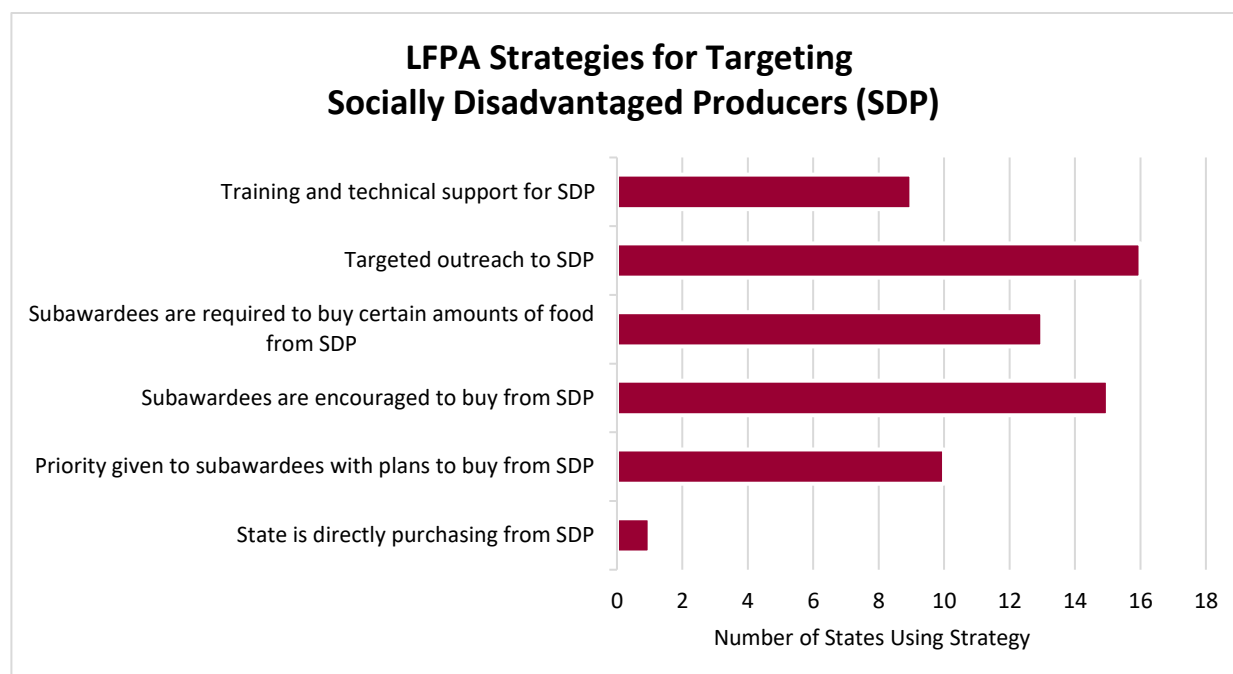 LFPA Strategies for Targeting
Socially Disadvantaged Producers (SDP)
Training and technical support for SDP
Targeted outreach to SDP
Subawardees are required to buy certain amounts of food
from SDP
Subawardees are encouraged to buy from SDP
Priority given to subawardees with plans to buy from SDP
State is directly purchasing from SDP
0 2 4 6 8 10 12 14 16 18
Number of States Using Strategy